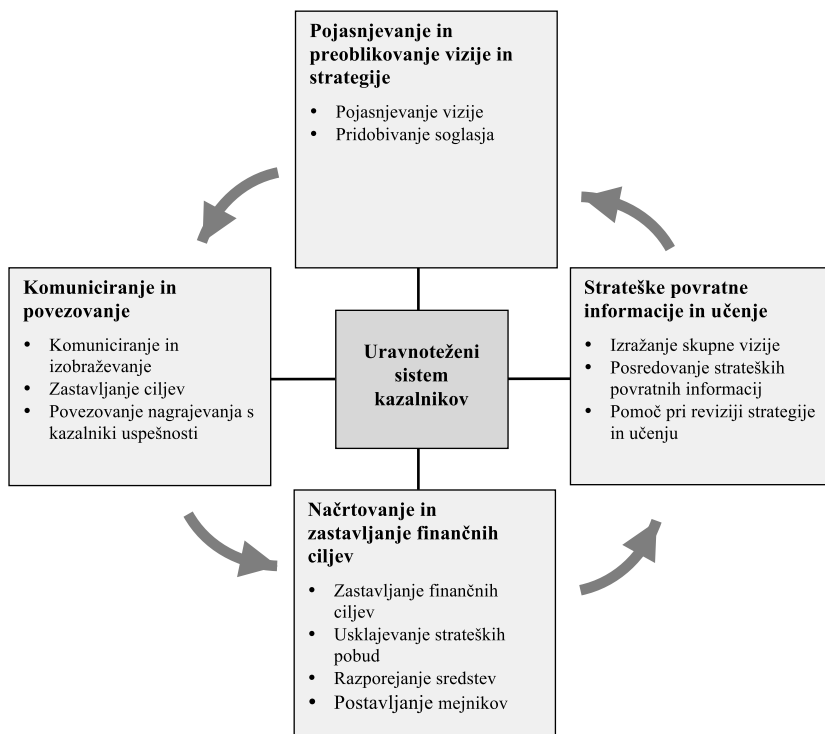 Pojasnjevanje in
preoblikovanje vizije in
strategije
• Pojasnjevanje vizije
• Pridobivanje soglasja
Komuniciranje in
povezovanje
• Komuniciranje in
izobraževanje
• Zastavljanje ciljev
• Povezovanje nagrajevanja s
kazalniki uspešnosti
Uravnoteženi
sistem
kazalnikov
Strateške povratne
informacije in učenje
• Izražanje skupne vizije
• Posredovanje strateških
povratnih informacij
• Pomoč pri reviziji strategije
in učenju
Načrtovanje in
zastavljanje finančnih
ciljev
• Zastavljanje finančnih
ciljev
• Usklajevanje strateških
pobud
• Razporejanje sredstev
• Postavljanje mejnikov